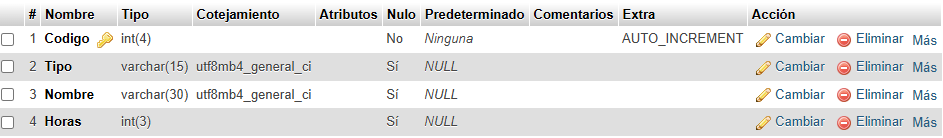 # Nombre Tipo Cotejamiento Atributos Nulo Predeterminado Comentarios Extra Acción
1 Codigo int(4) No Ninguna AUTO_INCREMENT Cambiar Eliminar Más
2 Tipo varchar(15) utf8mb4_general_ci Sí NULL Cambiar Eliminar Más
3 Nombre varchar(30) utf8mb4_general_ci Sí NULL Cambiar Eliminar Más
4 Horas int(3) Sí NULL Cambiar Eliminar Más